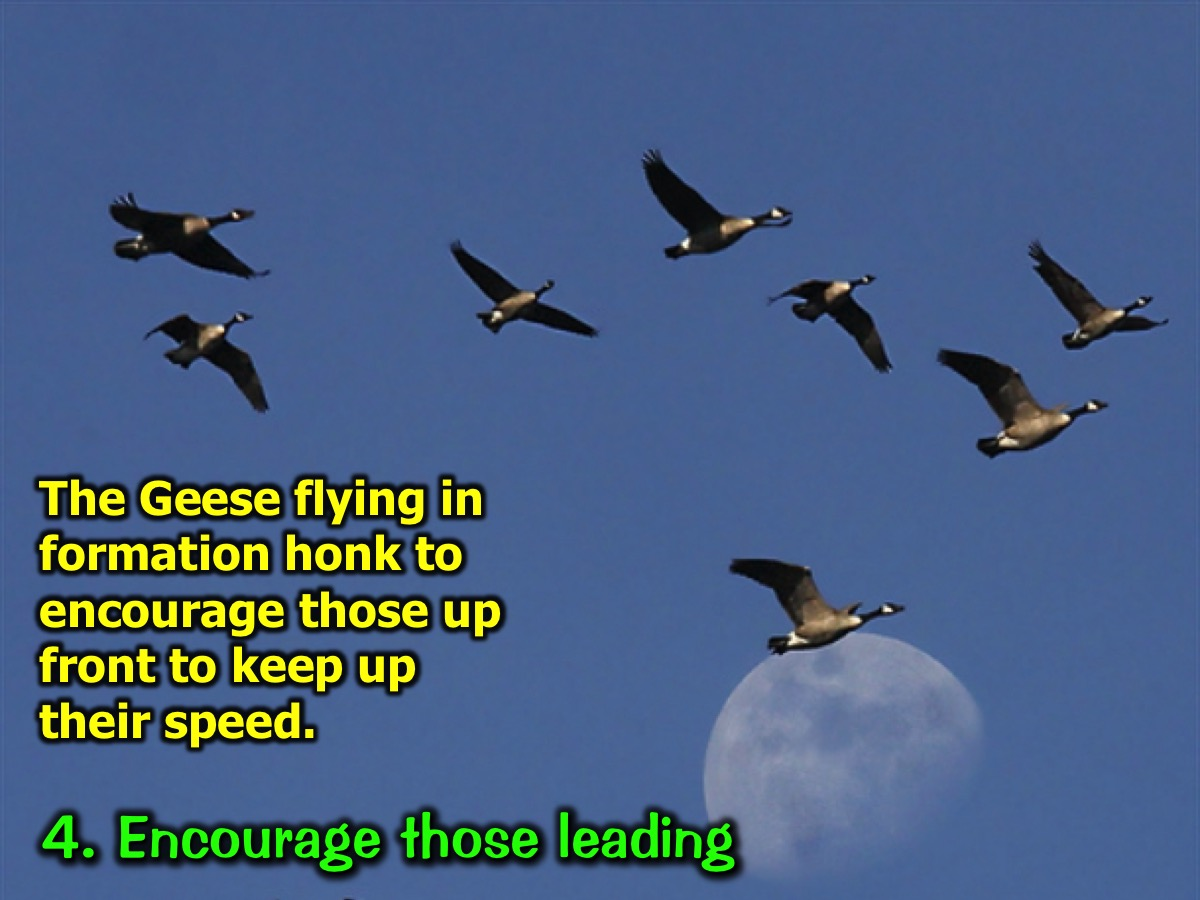 The Geese flying in
formation honk to
encourage those up
front to keep up
their speed.
4. Encourage those leading